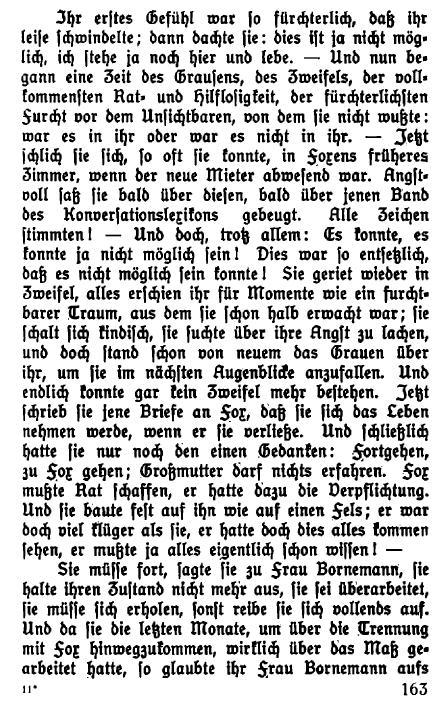 Ihr erstes Gefühl war so fürchterlich, daß ihr
leise schwindelte; dann dachte sie: dies ist ja nicht mög-
lich, ich stehe ja noch hier und lebe. — Und nun be-
gann eine Zeit des Grausens, des Zweifels, der voll-
kommensten Rat- und Hilflosigkeit, der fürchterlichsten
Furcht vor dem Unsichtbaren, von dem sie nicht wußte:
war es in ihr oder war es nicht in ihr. — Jetzt
schlich sie sich, so oft sie konnte, in Foxens früheres
Zimmer, wenn der neue Mieter abwesend war. Angst-
voll saß sie bald über diesen, bald über jenen Band
des Konversationslexikons gebeugt. Alle Zeichen
stimmten! — Und doch, trotz allem: Es konnte, es
konnte ja nicht möglich sein! Dies war so entsetzlich,
daß es nicht möglich sein konnte! Sie geriet wieder in
Zweifel, alles erschien ihr für Momente wie ein furcht-
barer Traum, aus dem sie schon halb erwacht war; sie
schalt sich kindisch, sie suchte über ihre Angst zu lachen,
und doch stand schon von neuem das Grauen über
ihr, um sie im nächsten Augenblicke anzufallen. Und
endlich konnte gar kein Zweifel mehr bestehen. Jetzt
schrieb sie jene Briefe an Fox, daß sie sich das Leben
nehmen werde, wenn er sie verließe. Und schließlich
hatte sie nur noch den einen Gedanken: Fortgehen,
zu Fox gehen; Großmutter darf nichts erfahren. Fox
mußte Rat schaffen, er hatte dazu die Verpflichtung.
Und sie baute fest auf ihn wie auf einen Fels; er war
doch viel klüger als sie, er hatte doch dies alles kommen
sehen, er mußte ja alles eigentlich schon wissen! —
Sie müsse fort, sagte sie zu Frau Bornemann, sie
halte ihren Zustand nicht mehr aus, sie sei überarbeitet,
sie müsse sich erholen, sonst reibe sie sich vollends auf.
Und da sie die letzten Monate, um über die Trennung
mit Fox hinwegzukommen, wirklich über das Maß ge-
arbeitet hatte, so glaubte ihr Frau Bornemann aufs
11* 163